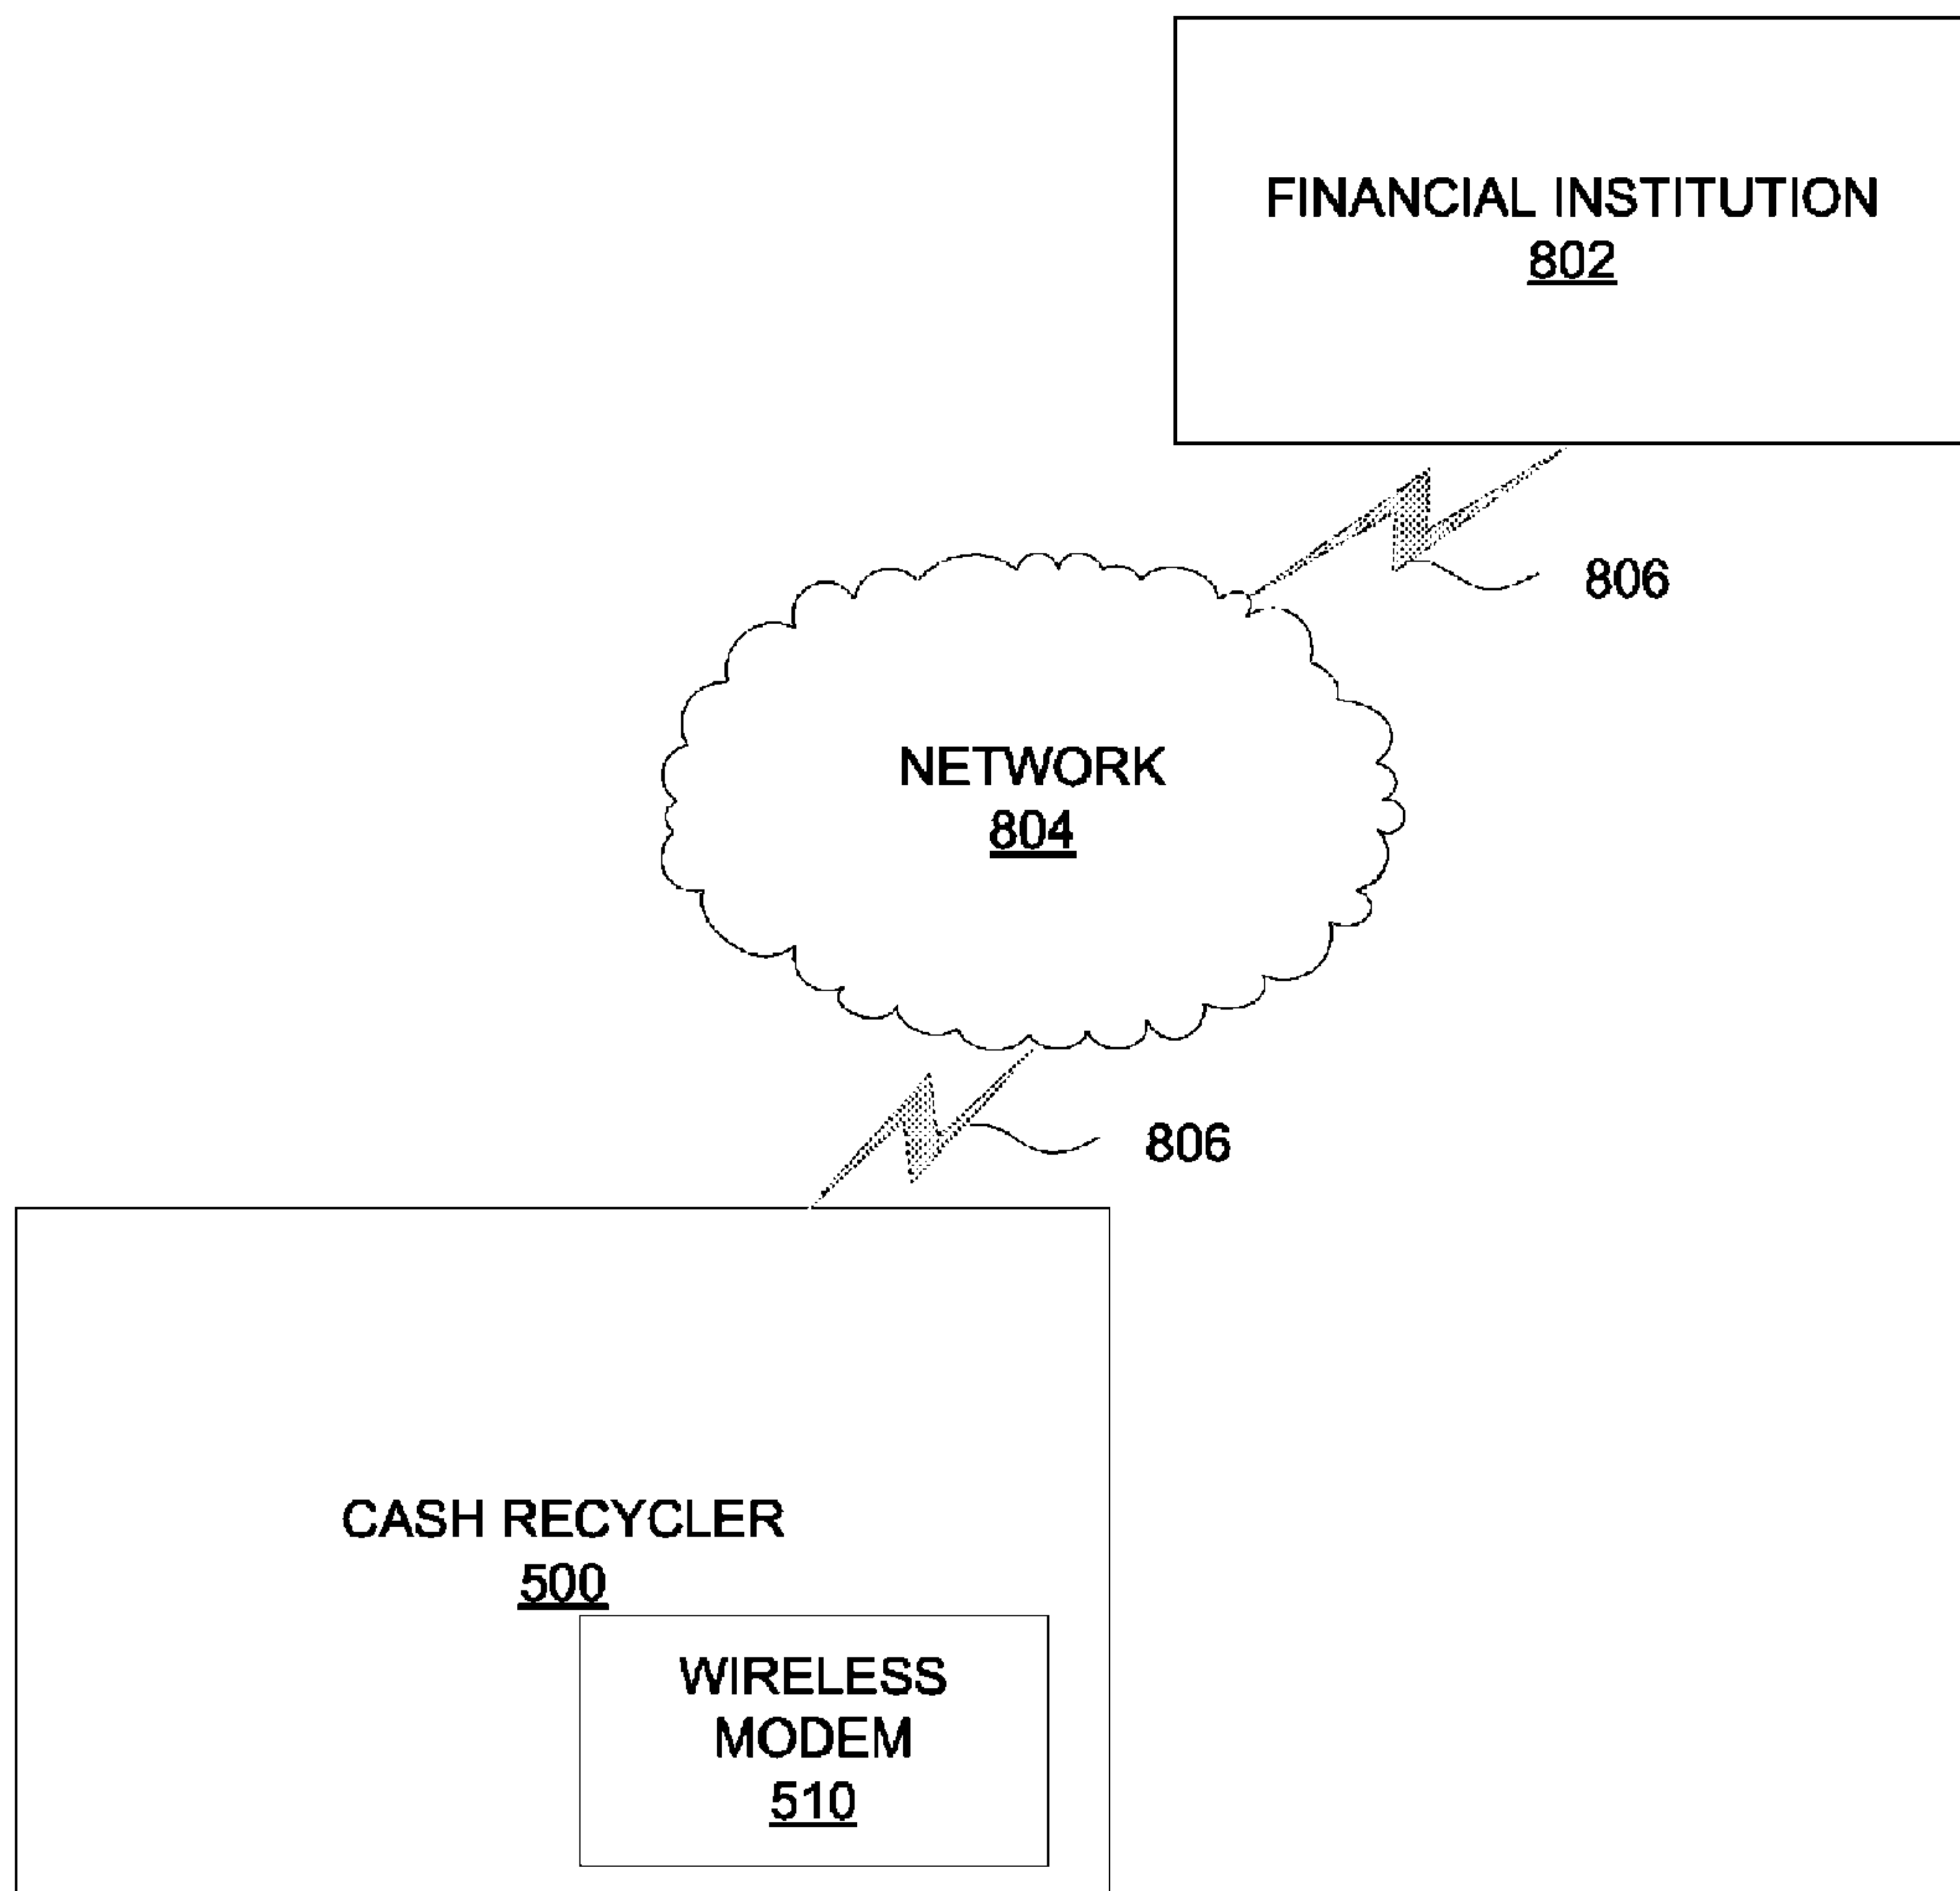 FINANCIAL INSTITUTION
802
806
NETWORK
804
806
CASH RECYCLER
500
WIRELESS
MODEM
510